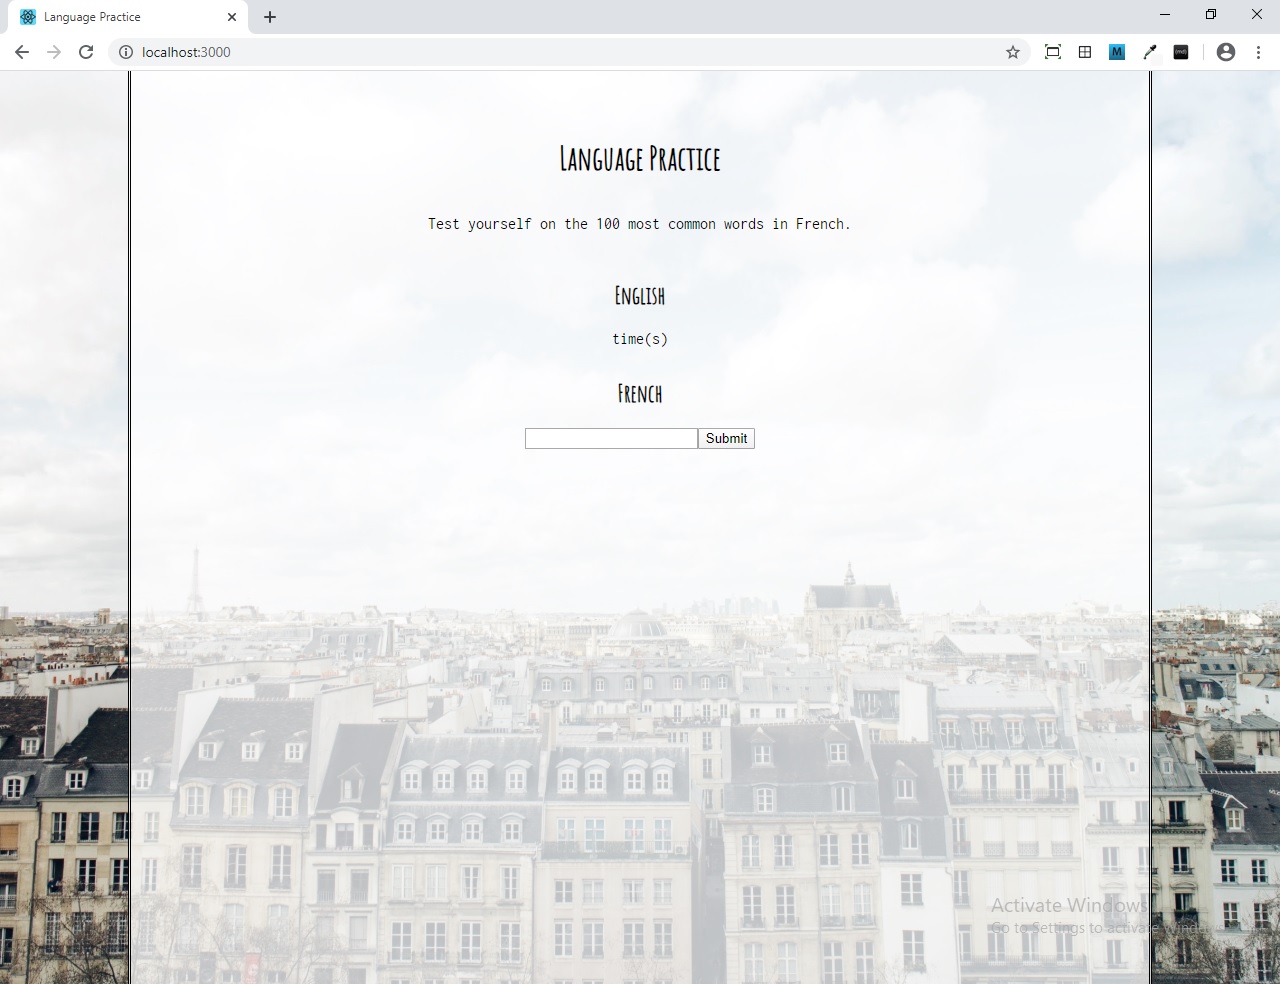 Language Practice
localhost:3000
M
Language Practice
Test yourself on the 100 most common words in French.
English
time(s)
French
Submit
Activate Windows
Go to Settings to activate Windows